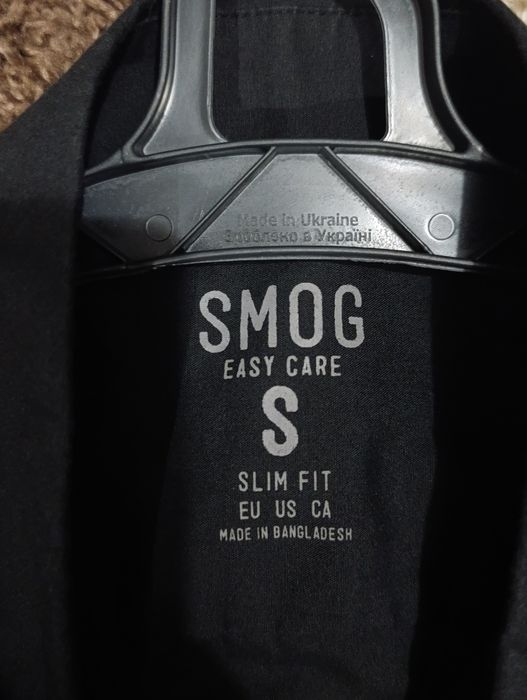 Made in Ukraine
Зроблено в Україні
SMOG
EASY CARE
S
SLIM FIT
EU US CA
MADE IN BANGLADESH